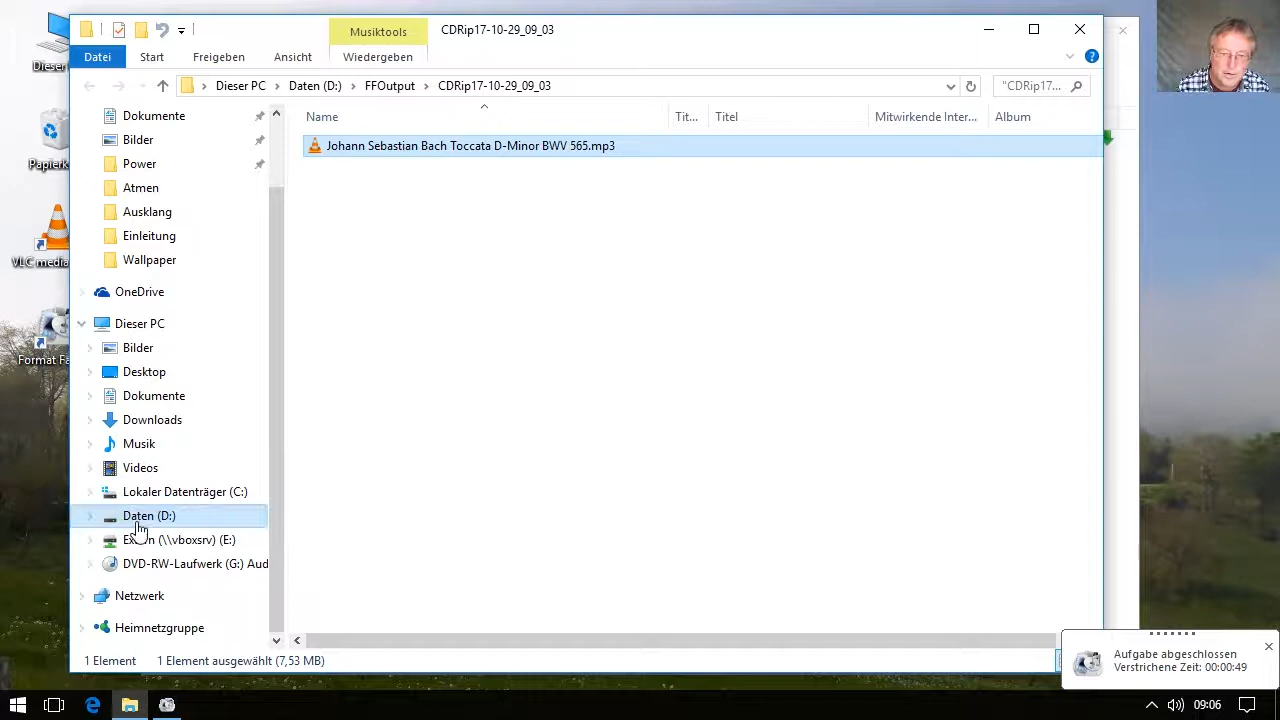 Musiktools
CDRip17-10-29_09_03
Datei
Start
Freigeben
Ansicht
Wiedergeben
Dieser PC
Daten (D:)
FFOutput
CDRip17-10-29_09_03
"CDRip17...
Name
Tit...
Titel
Mitwirkende Inter...
Album
Johann Sebastian Bach Toccata D-Minor BWV 565.mp3
Dokumente
Bilder
Power
Atmen
Ausklang
Einleitung
Wallpaper
OneDrive
Dieser PC
Bilder
Desktop
Dokumente
Downloads
Musik
Videos
Lokaler Datenträger (C:)
Daten (D:)
(\\vboxsrv) (E:)
DVD-RW-Laufwerk (G:) Aud
Netzwerk
Heimnetzgruppe
1 Element
1 Element ausgewählt (7,53 MB)
Dieser
Papierk
VLC media
Format Fa
Aufgabe abgeschlossen
Verstrichene Zeit: 00:00:49
09:06